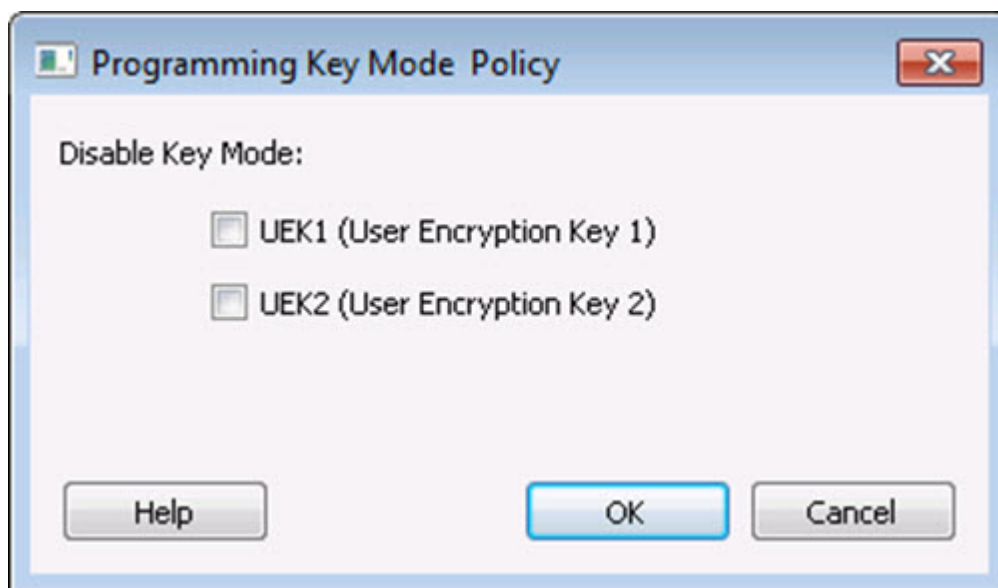 Programming Key Mode Policy
Disable Key Mode:
UEK1 (User Encryption Key 1)
UEK2 (User Encryption Key 2)
Help OK Cancel